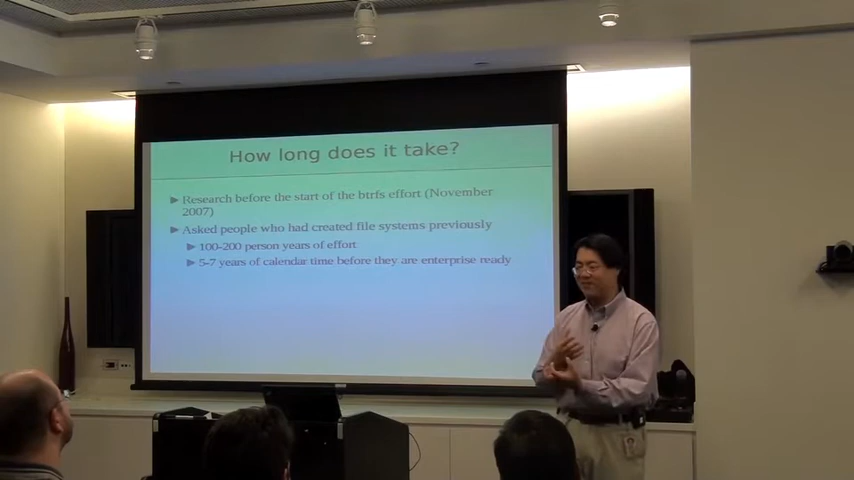 How long does it take?
Research before the start of the btrfs effort (November
2007)
Asked people who had created file systems previously
100-200 person years of effort
5-7 years of calendar time before they are enterprise ready